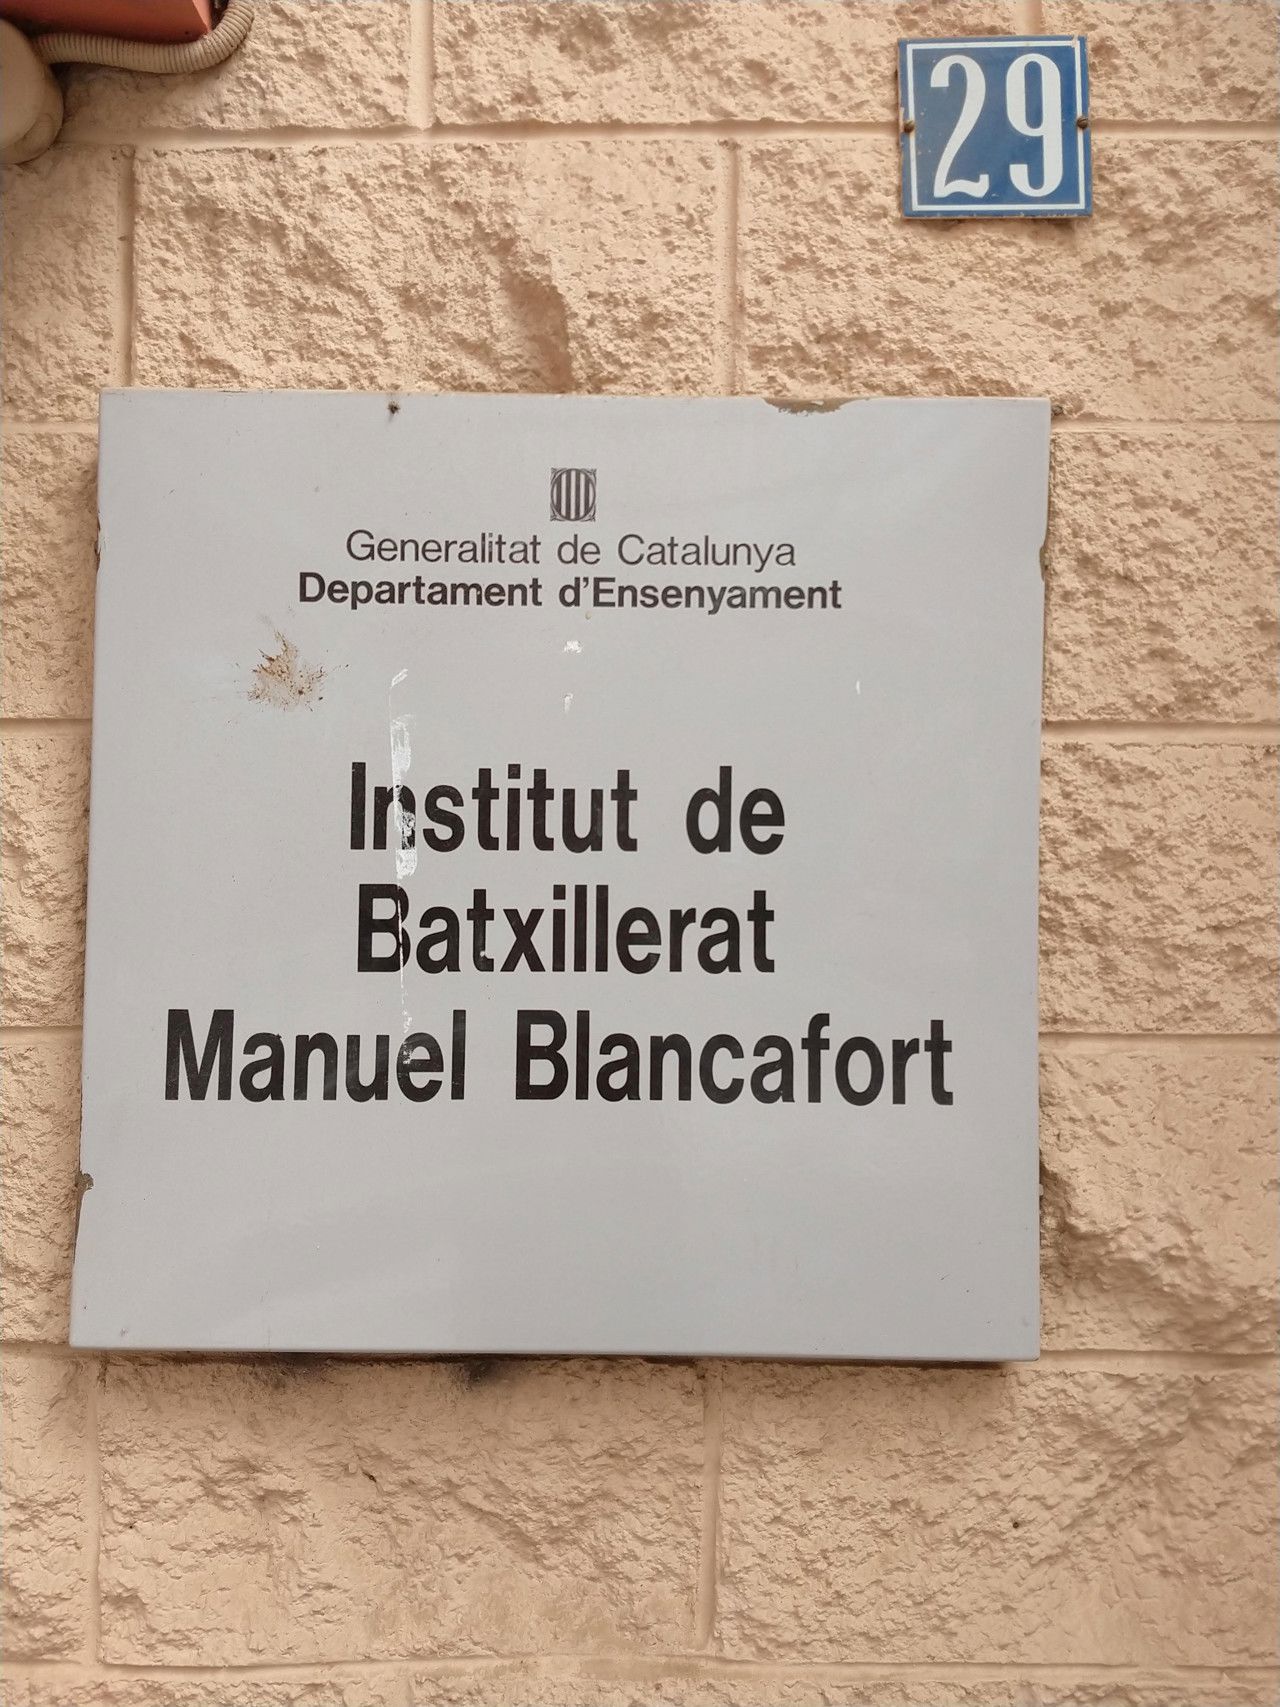 29
Generalitat de Catalunya
Departament d'Ensenyament
Institut de
Batxillerat
Manuel Blancafort